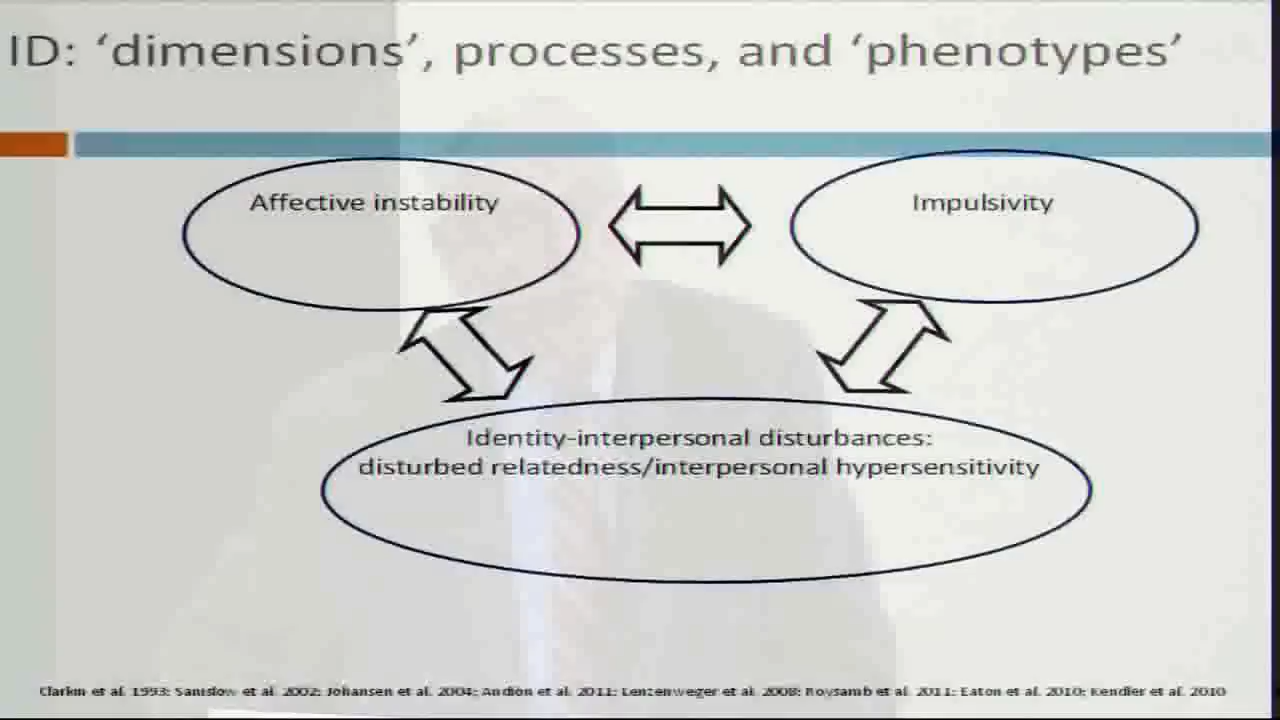 ID: ‘dimensions’, processes, and ‘phenotypes’
Affective instability
Impulsivity
Identity-interpersonal disturbances:
disturbed relatedness/interpersonal hypersensitivity
Clarkin et al. 1993; Sanislow et al. 2002; Johansen et al. 2004; Andion et al. 2011; Lenzenweger et al. 2008; Roysamb et al. 2011; Eaton et al. 2010; Kendler et al. 2010